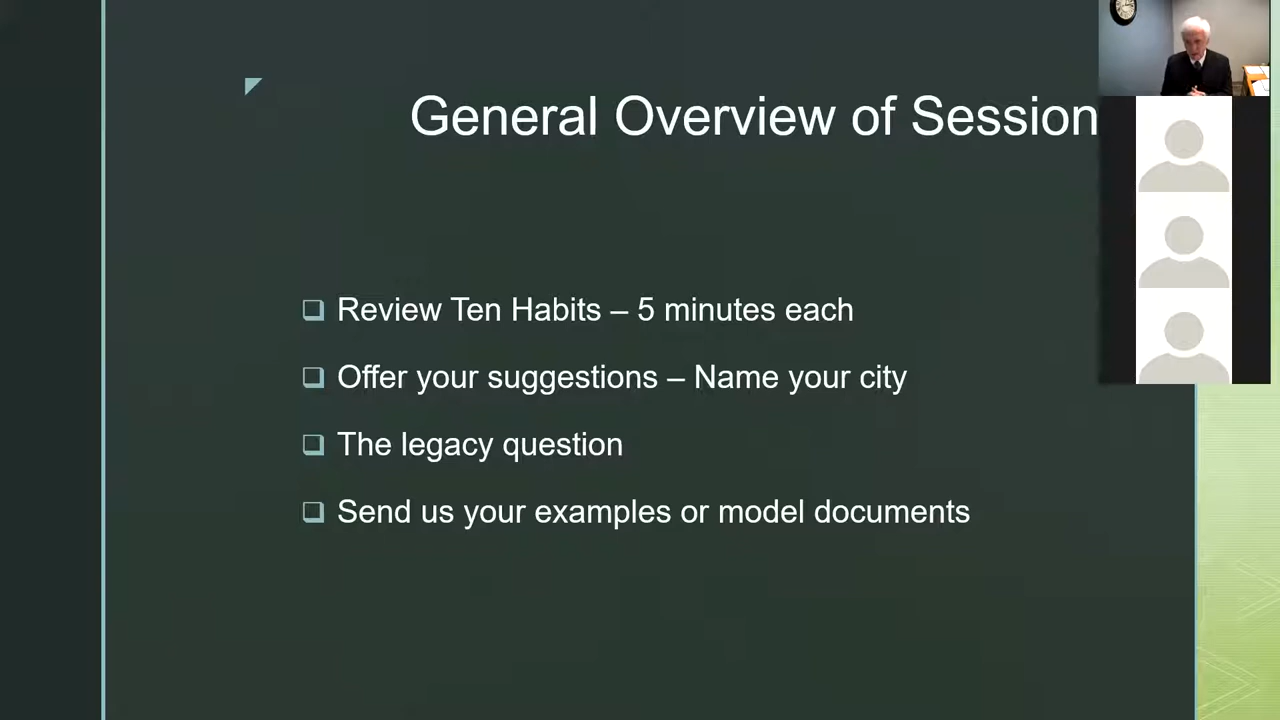 General Overview of Session
Review Ten Habits – 5 minutes each
Offer your suggestions – Name your city
The legacy question
Send us your examples or model documents